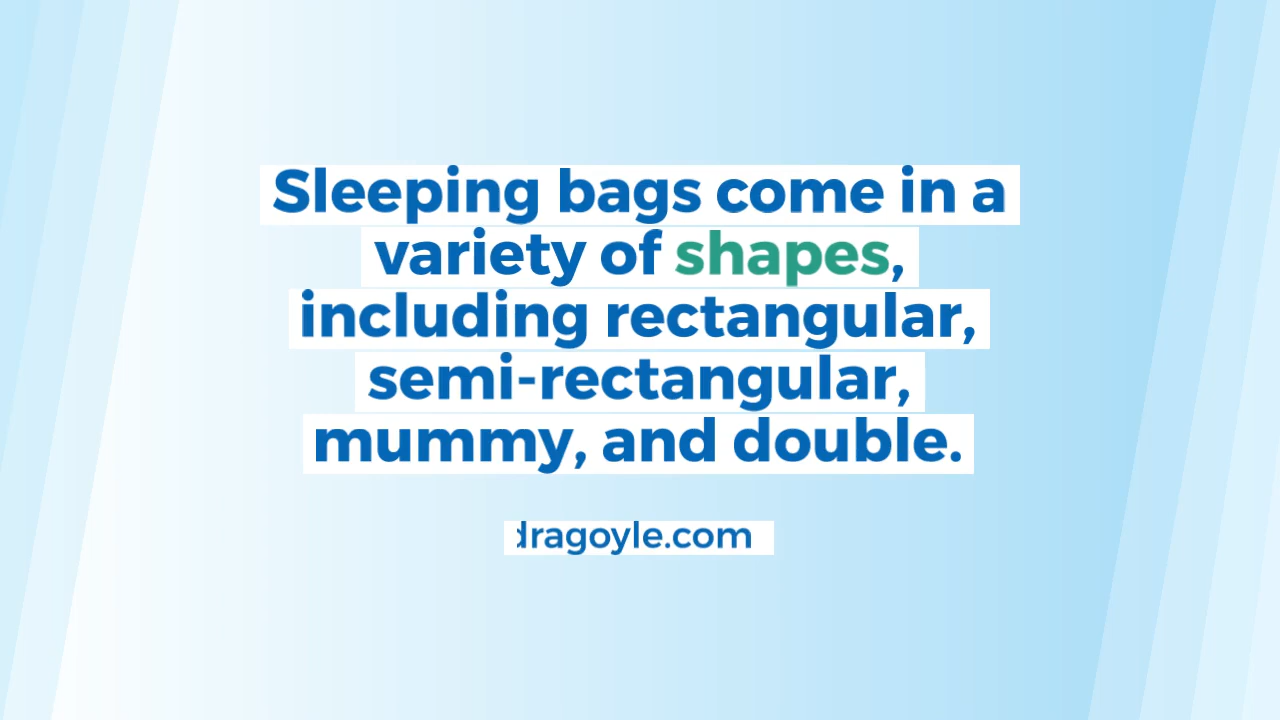 Sleeping bags come in a
variety of shapes,
including rectangular,
semi-rectangular,
mummy, and double.
dragoyle.com